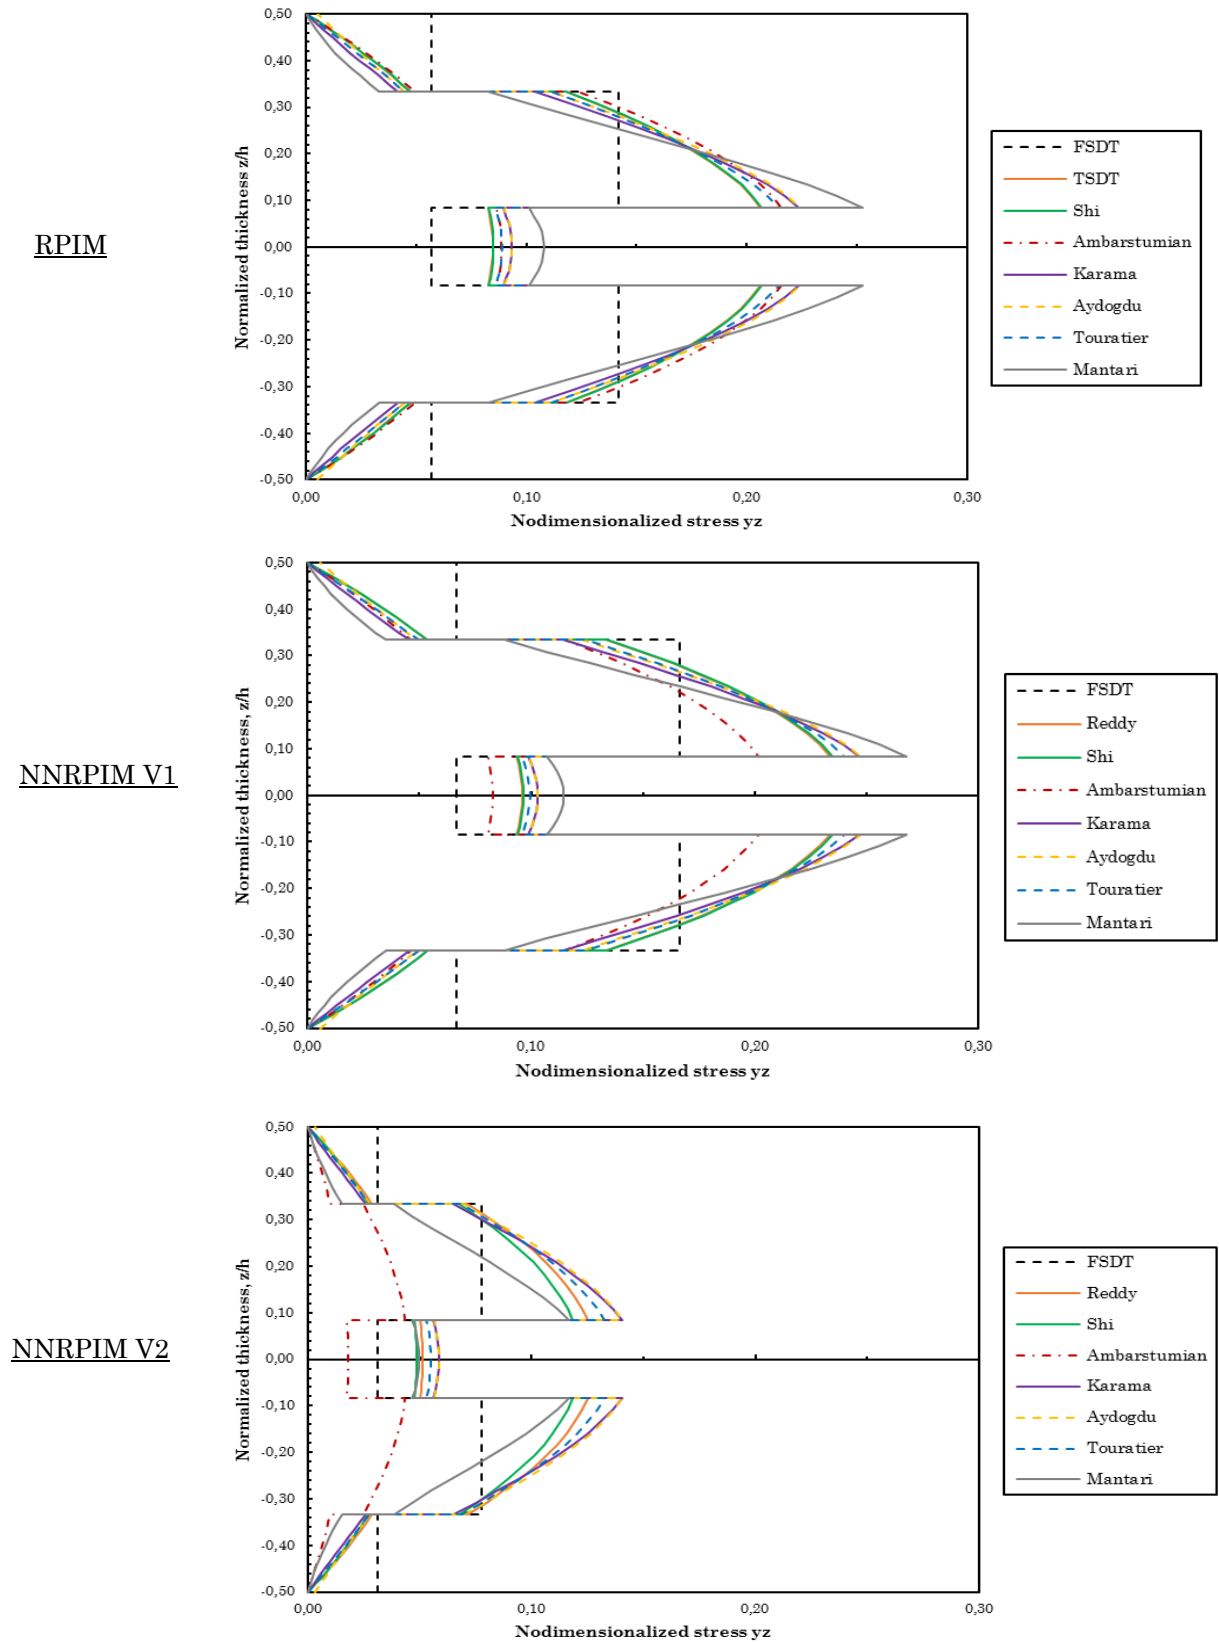 RPIM
Normalized thickness z/h
0,50
0,40
0,30
0,20
0,10
0,00
-0,10
-0,20
-0,30
-0,40
-0,50
0,00 0,10 0,20 0,30
Nodimensionalized stress yz
FSDT
TSDT
Shi
Ambarstumian
Karama
Aydogdu
Touratier
Mantari
NNRPIM V1
Normalized thickness, z/h
0,50
0,40
0,30
0,20
0,10
0,00
-0,10
-0,20
-0,30
-0,40
-0,50
0,00 0,10 0,20 0,30
Nodimensionalized stress yz
FSDT
Reddy
Shi
Ambarstumian
Karama
Aydogdu
Touratier
Mantari
NNRPIM V2
Normalized thickness, z/h
0,50
0,40
0,30
0,20
0,10
0,00
-0,10
-0,20
-0,30
-0,40
-0,50
0,00 0,10 0,20 0,30
Nodimensionalized stress yz
FSDT
Reddy
Shi
Ambarstumian
Karama
Aydogdu
Touratier
Mantari